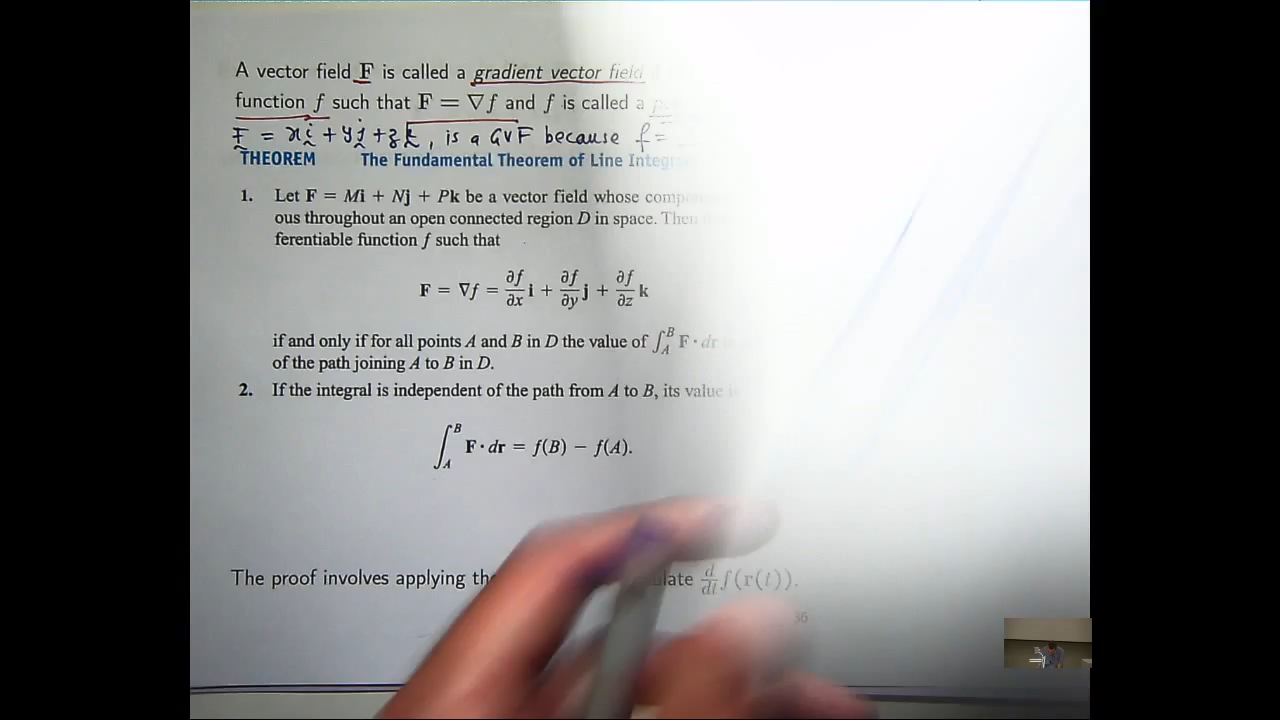 A vector field F is called a gradient vector field
function f such that F = ∇f and f is called a
F = xi + yj + zk, is a GVF because f =
THEOREM The Fundamental Theorem of Line
1. Let F = Mi + Nj + Pk be a vector field whose
ous throughout an open connected region D in space. Then
ferentiable function f such that
F = ∇f = ∂f/∂x i + ∂f/∂y j + ∂f/∂z k
if and only if for all points A and B in D the value of ∫_A^B F · dr
of the path joining A to B in D.
2. If the integral is independent of the path from A to B, its value
∫_A^B F · dr = f(B) − f(A).
The proof involves applying d/dt f(r(t)).
36